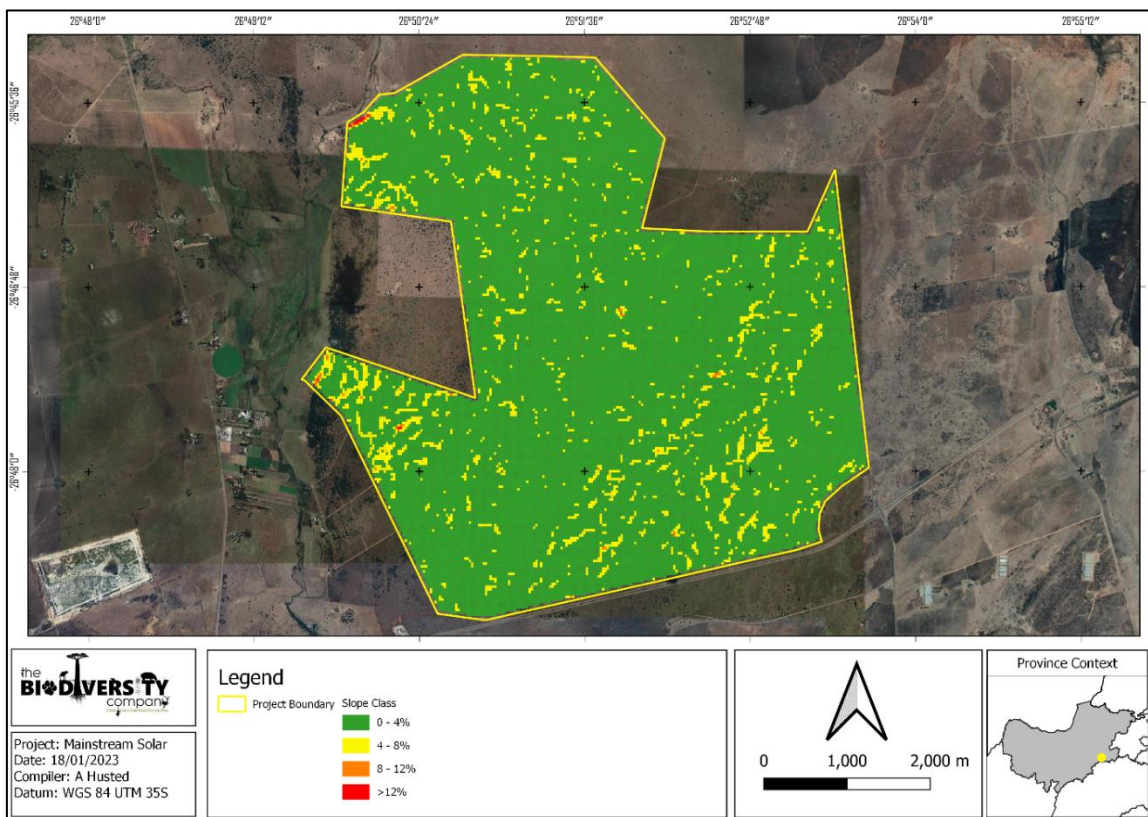 26°48'0" 26°49'12" 26°50'24" 26°51'36" 26°52'48" 26°54'0" 26°55'12"
-26°45'36"
-26°46'48"
-26°48'0"
the
BIODIVERSITY
company
Project: Mainstream Solar
Date: 18/01/2023
Compiler: A Husted
Datum: WGS 84 UTM 35S
Legend
Project Boundary
Slope Class
0 - 4%
4 - 8%
8 - 12%
>12%
0 1,000 2,000 m
Province Context